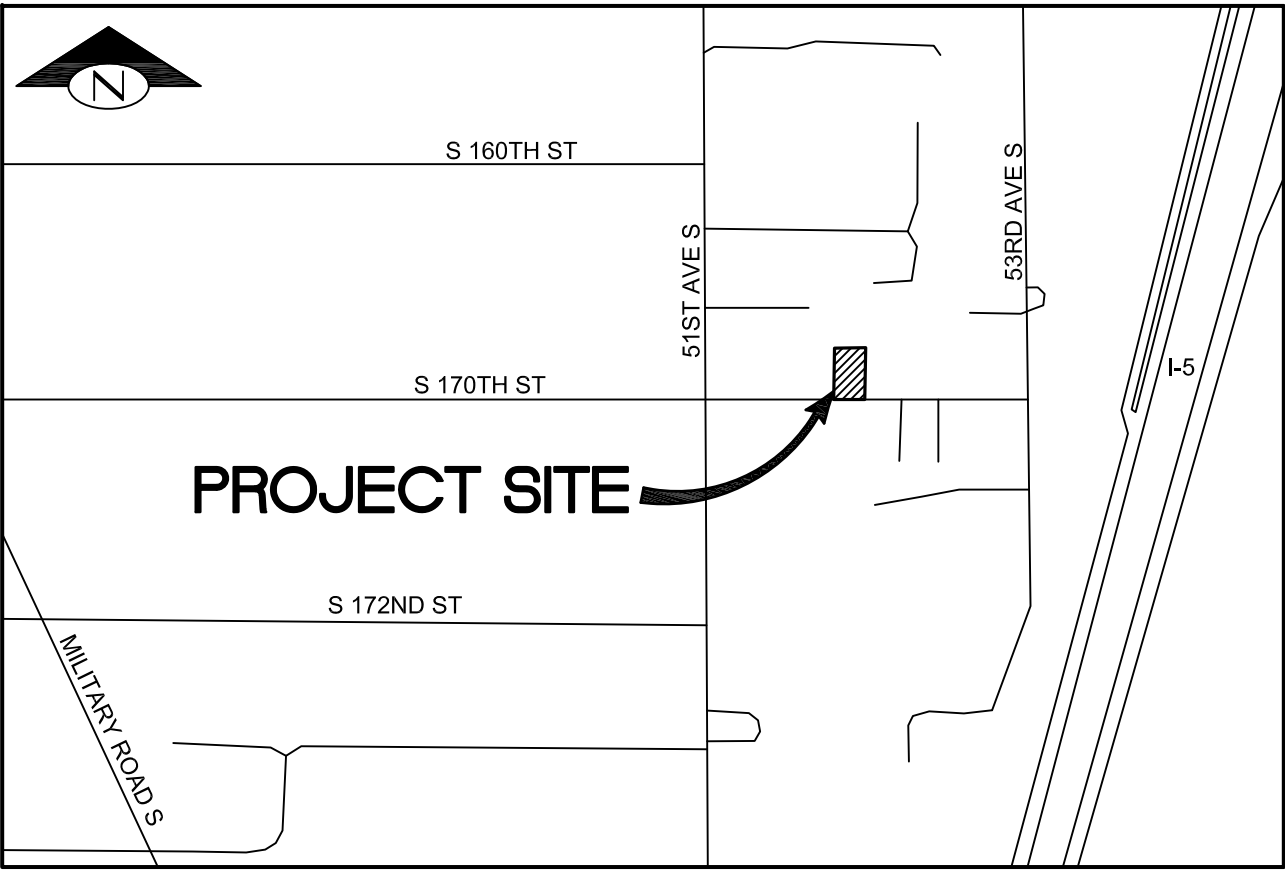 N
S 160TH ST
51ST AVE S
53RD AVE S
I-5
S 170TH ST
PROJECT SITE
S 172ND ST
MILITARY ROAD S